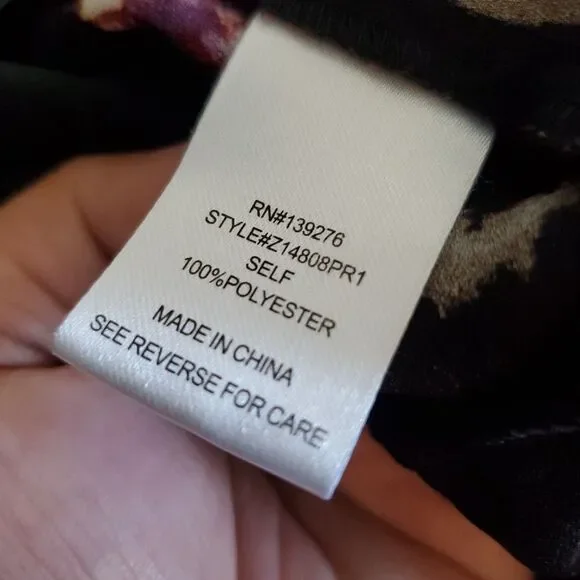 RN#139276
STYLE#Z14808PR1
SELF
100%POLYESTER
MADE IN CHINA
SEE REVERSE FOR CARE